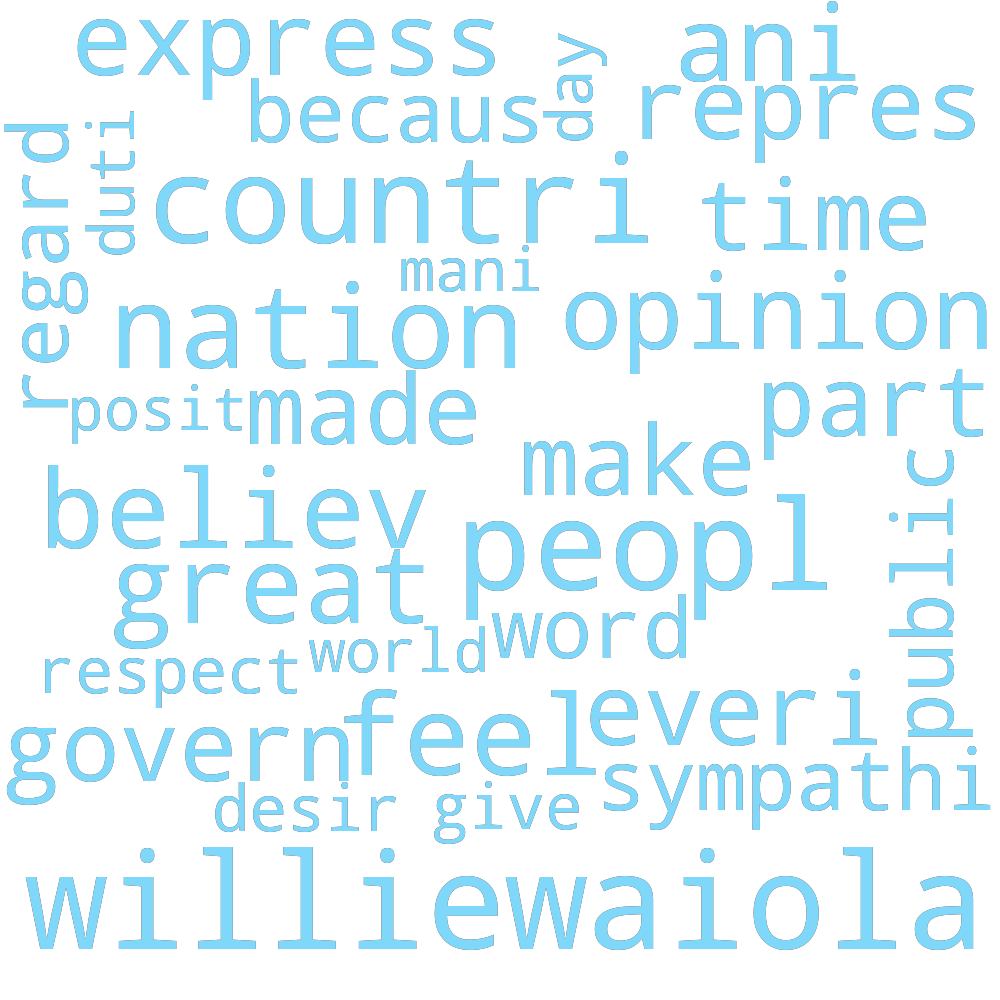 express
ani
day
becaus
repres
regard
duti
countri
time
mani
nation
opinion
posit
made
part
make
public
believ
peopl
great
word
world
respect
everi
govern
feel
sympathi
desir
give
williewaiola